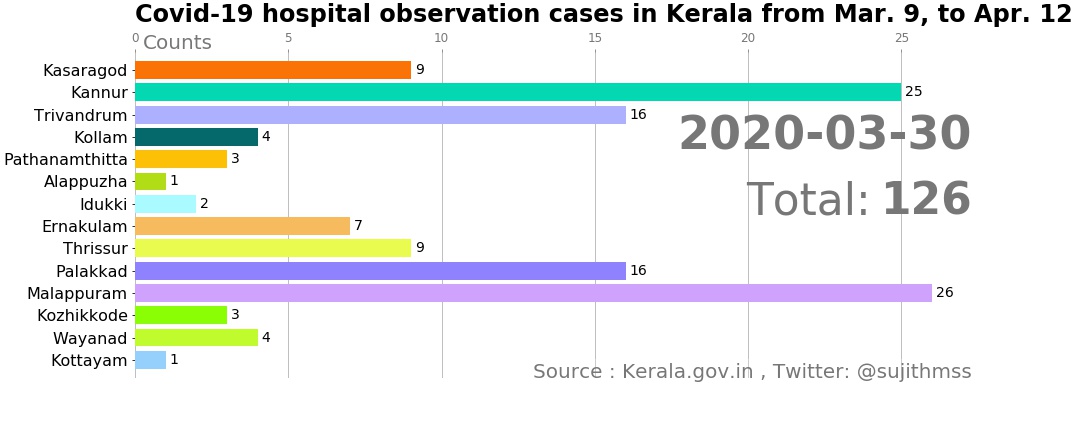 Covid-19 hospital observation cases in Kerala from Mar. 9, to Apr. 12
0 5 10 15 20 25
Counts
Kasaragod 9
Kannur 25
Trivandrum 16
2020-03-30
Kollam 4
Pathanamthitta 3
Alappuzha 1
Total: 126
Idukki 2
Ernakulam 7
Thrissur 9
Palakkad 16
Malappuram 26
Kozhikkode 3
Wayanad 4
Kottayam 1
Source : Kerala.gov.in , Twitter: @sujithmss